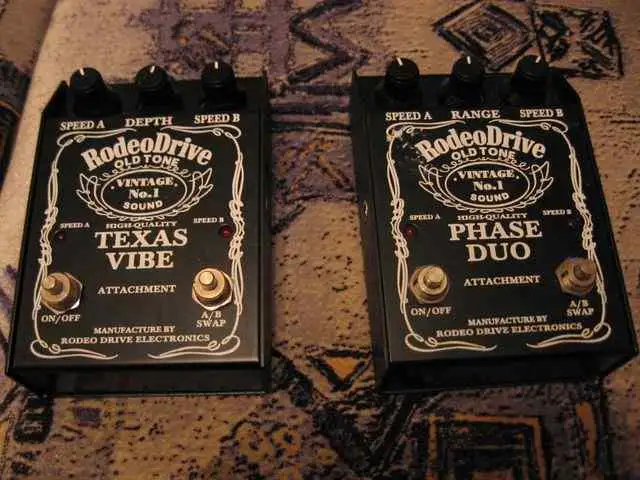 SPEED A DEPTH SPEED B
RodeoDrive
OLD TONE
VINTAGE
No.1
SOUND
HIGH-QUALITY
SPEED A SPEED B
TEXAS
VIBE
ATTACHMENT
ON/OFF
A/B
SWAP
MANUFACTURE BY
RODEO DRIVE ELECTRONICS
SPEED A RANGE SPEED B
RodeoDrive
OLD TONE
VINTAGE
No.1
SOUND
HIGH-QUALITY
SPEED A SPEED B
PHASE
DUO
ATTACHMENT
ON/OFF
A/B
SWAP
MANUFACTURE BY
RODEO DRIVE ELECTRONICS